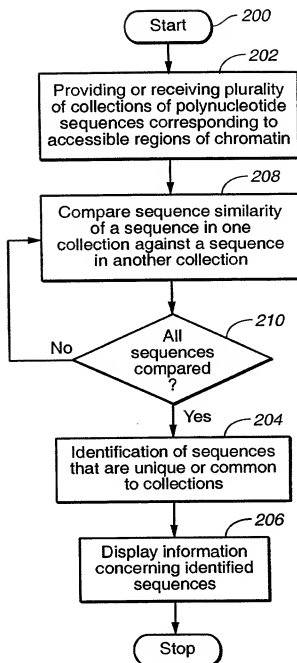 Start
200
202
Providing or receiving plurality
of collections of polynucleotide
sequences corresponding to
accessible regions of chromatin
208
Compare sequence similarity
of a sequence in one
collection against a sequence
in another collection
210
All
sequences
compared
?
No
Yes
204
Identification of sequences
that are unique or common
to collections
206
Display information
concerning identified
sequences
Stop